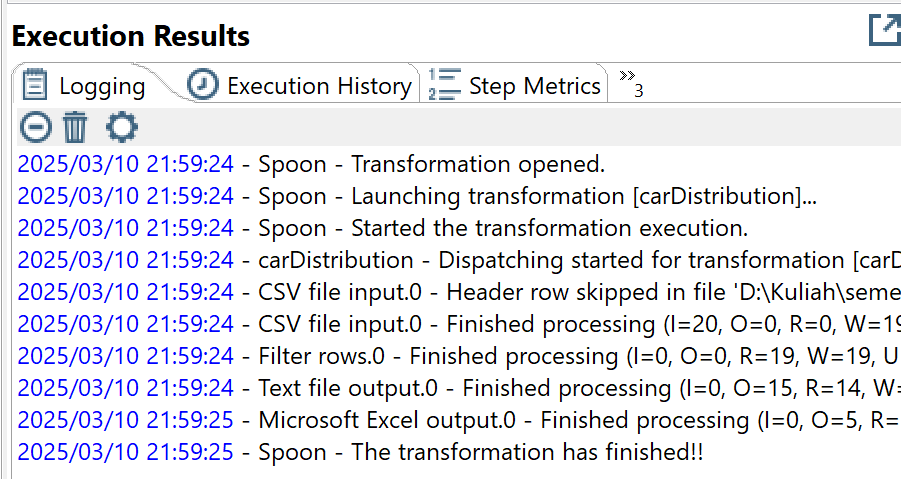 Execution Results
Logging Execution History Step Metrics »3
2025/03/10 21:59:24 - Spoon - Transformation opened.
2025/03/10 21:59:24 - Spoon - Launching transformation [carDistribution]...
2025/03/10 21:59:24 - Spoon - Started the transformation execution.
2025/03/10 21:59:24 - carDistribution - Dispatching started for transformation [carD
2025/03/10 21:59:24 - CSV file input.0 - Header row skipped in file 'D:\Kuliah\seme
2025/03/10 21:59:24 - CSV file input.0 - Finished processing (I=20, O=0, R=0, W=19
2025/03/10 21:59:24 - Filter rows.0 - Finished processing (I=0, O=0, R=19, W=19, U
2025/03/10 21:59:24 - Text file output.0 - Finished processing (I=0, O=15, R=14, W=
2025/03/10 21:59:25 - Microsoft Excel output.0 - Finished processing (I=0, O=5, R=
2025/03/10 21:59:25 - Spoon - The transformation has finished!!